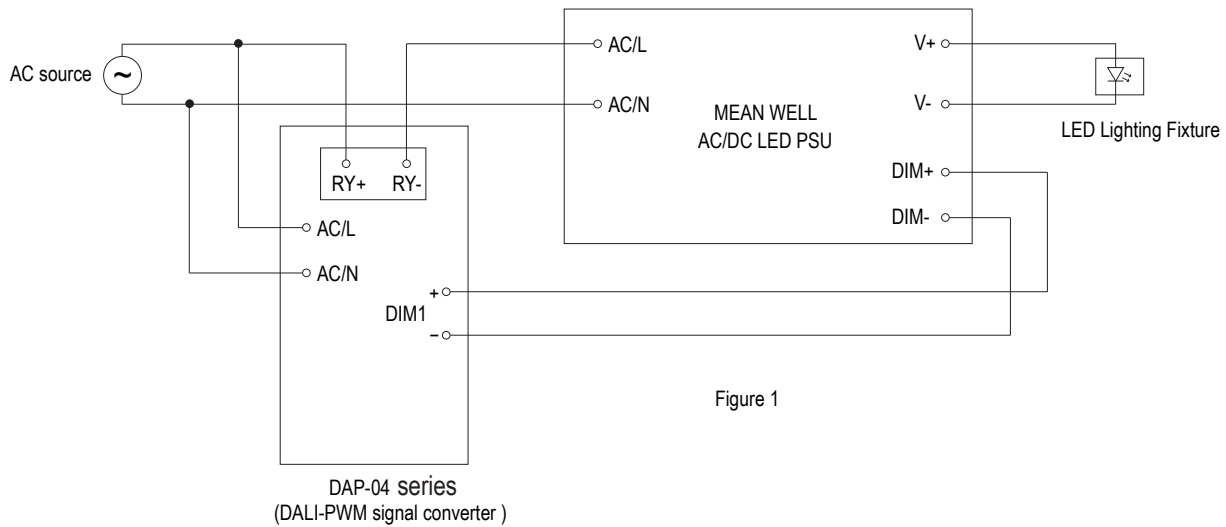 AC source
~
AC/L
V+
AC/N
V-
MEAN WELL
AC/DC LED PSU
LED Lighting Fixture
RY+ RY-
DIM+
DIM-
AC/L
AC/N
+
DIM1
−
Figure 1
DAP-04 series
(DALI-PWM signal converter )